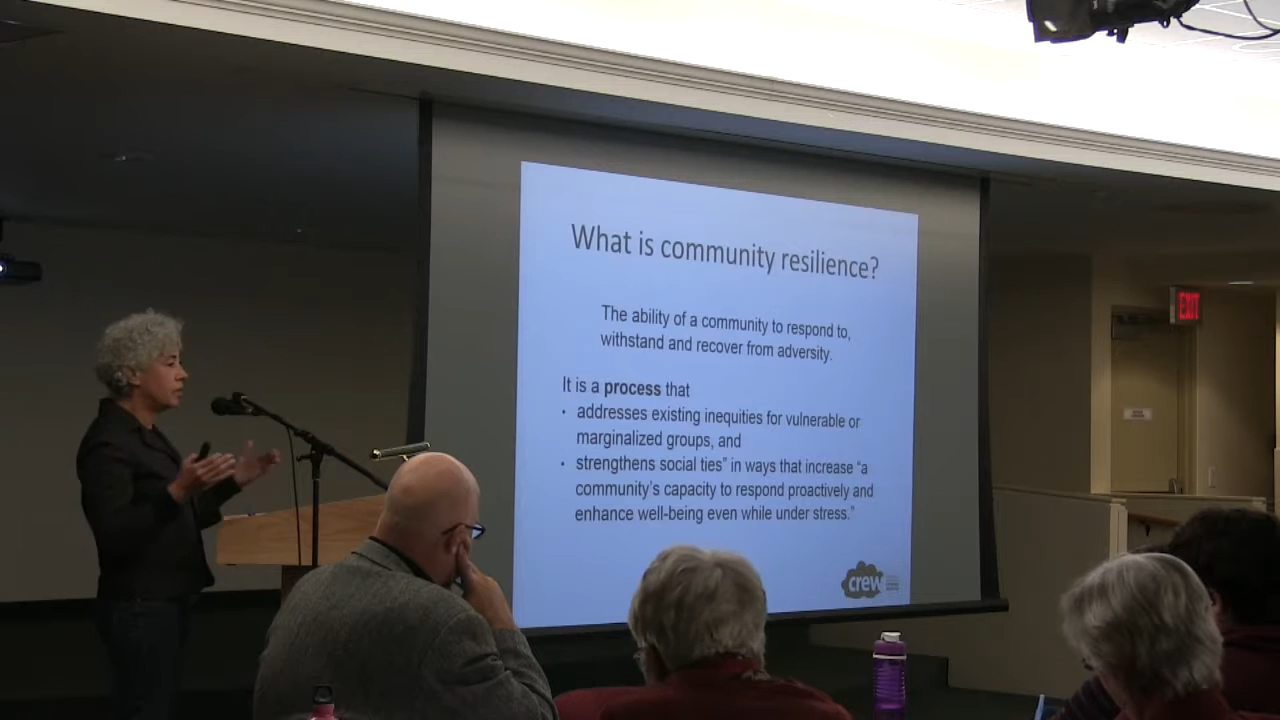 What is community resilience?
The ability of a community to respond to,
withstand and recover from adversity.
It is a process that
· addresses existing inequities for vulnerable or
marginalized groups, and
· strengthens social ties” in ways that increase “a
community’s capacity to respond proactively and
enhance well-being even while under stress.”
crew
EXIT